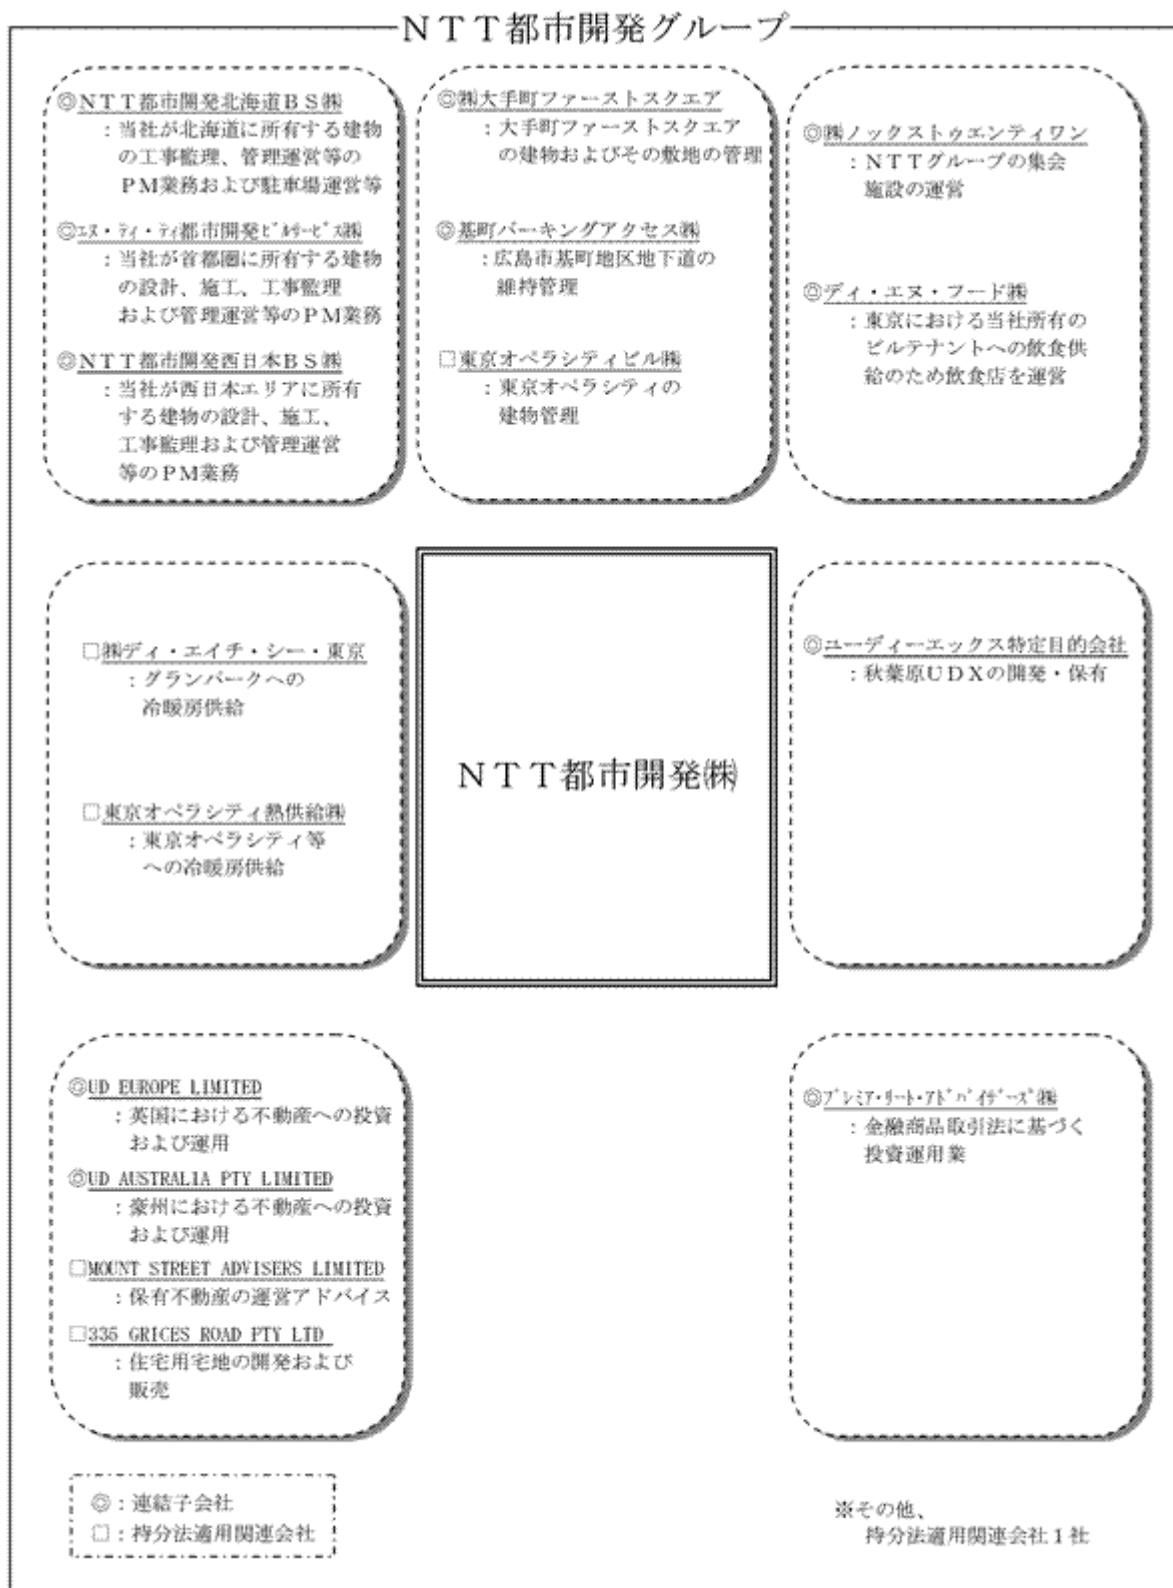 ＮＴＴ都市開発グループ
◎ＮＴＴ都市開発北海道ＢＳ㈱
：当社が北海道に所有する建物
の工事監理、管理運営等の
ＰＭ業務および駐車場運営等
◎ｴﾇ・ﾃｨ・ﾃｨ都市開発ﾋﾞﾙｻｰﾋﾞｽ㈱
：当社が首都圏に所有する建物
の設計、施工、工事監理
および管理運営等のＰＭ業務
◎ＮＴＴ都市開発西日本ＢＳ㈱
：当社が西日本エリアに所有
する建物の設計、施工、
工事監理および管理運営
等のＰＭ業務
◎㈱大手町ファーストスクエア
：大手町ファーストスクエア
の建物およびその敷地の管理
◎基町パーキングアクセス㈱
：広島市基町地区地下道の
維持管理
□東京オペラシティビル㈱
：東京オペラシティの
建物管理
◎㈱ノックストゥエンティワン
：ＮＴＴグループの集会
施設の運営
◎ディ・エヌ・フード㈱
：東京における当社所有の
ビルテナントへの飲食供
給のため飲食店を運営
□㈱ディ・エイチ・シー・東京
：グランパークへの
冷暖房供給
□東京オペラシティ熱供給㈱
：東京オペラシティ等
への冷暖房供給
ＮＴＴ都市開発㈱
◎ユーディーエックス特定目的会社
：秋葉原ＵＤＸの開発・保有
◎UD EUROPE LIMITED
：英国における不動産への投資
および運用
◎UD AUSTRALIA PTY LIMITED
：豪州における不動産への投資
および運用
□MOUNT STREET ADVISERS LIMITED
：保有不動産の運営アドバイス
□335 GRICES ROAD PTY LTD
：住宅用宅地の開発および
販売
◎ﾌﾟﾚﾐｱ・ﾘｰﾄ・ｱﾄﾞﾊﾞｲｻﾞｰｽﾞ㈱
：金融商品取引法に基づく
投資運用業
◎：連結子会社
□：持分法適用関連会社
※その他、
持分法適用関連会社１社